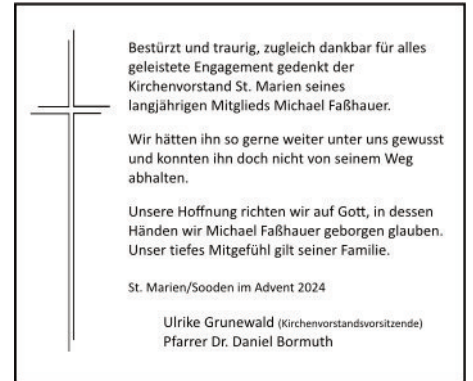 Bestürzt und traurig, zugleich dankbar für alles
geleistete Engagement gedenkt der
Kirchenvorstand St. Marien seines
langjährigen Mitglieds Michael Faßhauer.
Wir hätten ihn so gerne weiter unter uns gewusst
und konnten ihn doch nicht von seinem Weg
abhalten.
Unsere Hoffnung richten wir auf Gott, in dessen
Händen wir Michael Faßhauer geborgen glauben.
Unser tiefes Mitgefühl gilt seiner Familie.
St. Marien/Sooden im Advent 2024
Ulrike Grunewald (Kirchenvorstandsvorsitzende)
Pfarrer Dr. Daniel Bormuth